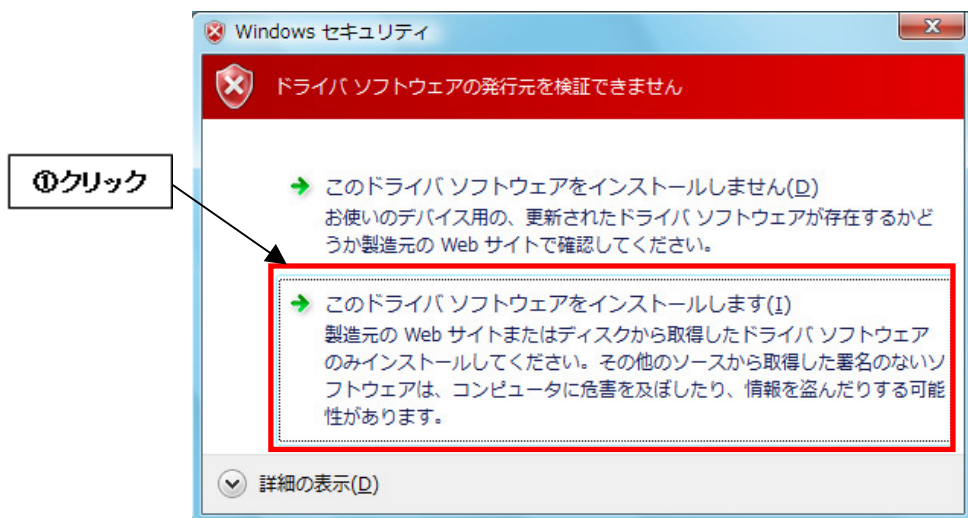 Windows セキュリティ
ドライバ ソフトウェアの発行元を検証できません
①クリック
このドライバ ソフトウェアをインストールしません(D)
お使いのデバイス用の、更新されたドライバ ソフトウェアが存在するかど
うか製造元の Web サイトで確認してください。
このドライバ ソフトウェアをインストールします(I)
製造元の Web サイトまたはディスクから取得したドライバ ソフトウェア
のみインストールしてください。その他のソースから取得した署名のないソ
フトウェアは、コンピュータに危害を及ぼしたり、情報を盗んだりする可能
性があります。
詳細の表示(D)